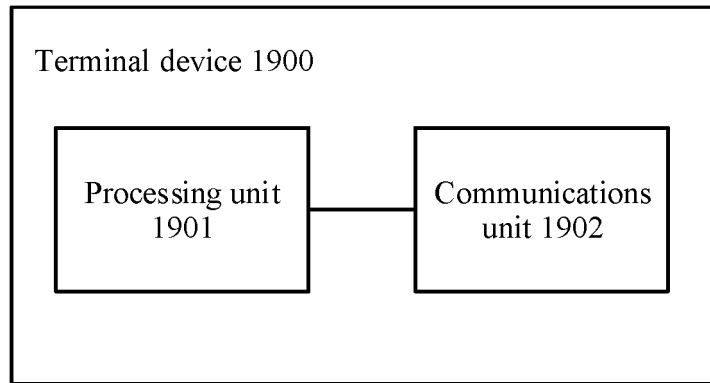 Terminal device 1900
Processing unit
1901
Communications
unit 1902